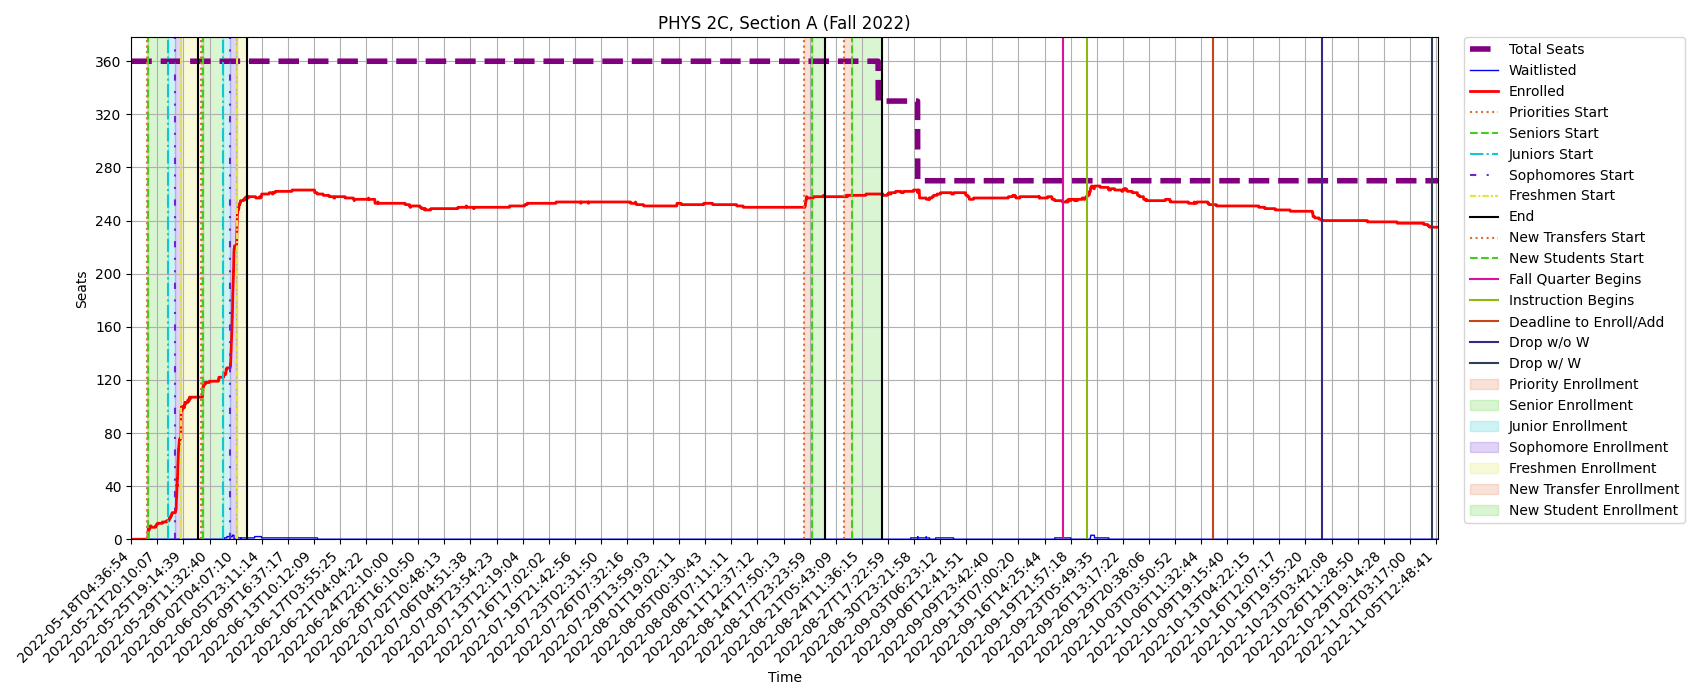 PHYS 2C, Section A (Fall 2022)
Seats
360
320
280
240
200
160
120
80
40
0
2022-05-18T04:36:54
2022-05-21T20:10:07
2022-05-25T19:14:39
2022-05-29T11:32:40
2022-06-02T04:07:10
2022-06-05T23:11:14
2022-06-09T16:37:17
2022-06-13T10:12:09
2022-06-17T03:55:25
2022-06-21T04:04:22
2022-06-24T22:10:00
2022-06-28T16:10:50
2022-07-02T10:48:13
2022-07-06T04:51:38
2022-07-09T23:54:23
2022-07-13T12:19:04
2022-07-16T17:02:02
2022-07-19T21:42:56
2022-07-23T02:31:50
2022-07-26T07:32:16
2022-07-29T13:59:03
2022-08-01T19:02:11
2022-08-05T00:30:43
2022-08-08T07:11:11
2022-08-11T12:37:12
2022-08-14T17:50:13
2022-08-17T23:23:59
2022-08-21T05:43:09
2022-08-24T11:36:15
2022-08-27T17:22:59
2022-08-30T23:21:58
2022-09-03T06:23:12
2022-09-06T12:41:51
2022-09-09T23:42:40
2022-09-13T07:00:20
2022-09-16T14:25:44
2022-09-19T21:57:18
2022-09-23T05:49:35
2022-09-26T13:17:22
2022-09-29T20:38:06
2022-10-03T03:50:52
2022-10-06T11:32:44
2022-10-09T19:15:40
2022-10-13T04:22:15
2022-10-16T12:07:17
2022-10-19T19:55:20
2022-10-23T03:42:08
2022-10-26T11:28:50
2022-10-29T19:14:28
2022-11-02T03:17:00
2022-11-05T12:48:41
Time
Total Seats
Waitlisted
Enrolled
Priorities Start
Seniors Start
Juniors Start
Sophomores Start
Freshmen Start
End
New Transfers Start
New Students Start
Fall Quarter Begins
Instruction Begins
Deadline to Enroll/Add
Drop w/o W
Drop w/ W
Priority Enrollment
Senior Enrollment
Junior Enrollment
Sophomore Enrollment
Freshmen Enrollment
New Transfer Enrollment
New Student Enrollment